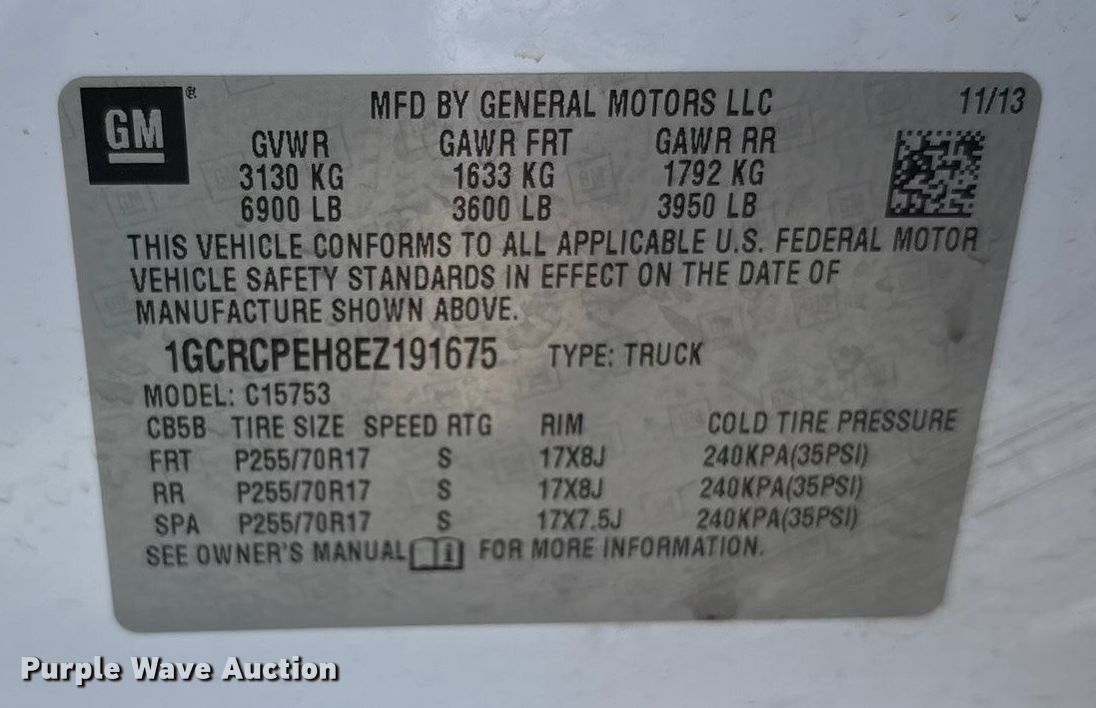 GM ® MFD BY GENERAL MOTORS LLC 11/13
GVWR GAWR FRT GAWR RR
3130 KG 1633 KG 1792 KG
6900 LB 3600 LB 3950 LB
THIS VEHICLE CONFORMS TO ALL APPLICABLE U.S. FEDERAL MOTOR
VEHICLE SAFETY STANDARDS IN EFFECT ON THE DATE OF
MANUFACTURE SHOWN ABOVE.
1GCRCPEH8EZ191675 TYPE: TRUCK
MODEL: C15753
CB5B TIRE SIZE SPEED RTG RIM COLD TIRE PRESSURE
FRT P255/70R17 S 17X8J 240KPA(35PSI)
RR P255/70R17 S 17X8J 240KPA(35PSI)
SPA P255/70R17 S 17X7.5J 240KPA(35PSI)
SEE OWNER'S MANUAL i FOR MORE INFORMATION.
Purple Wave Auction